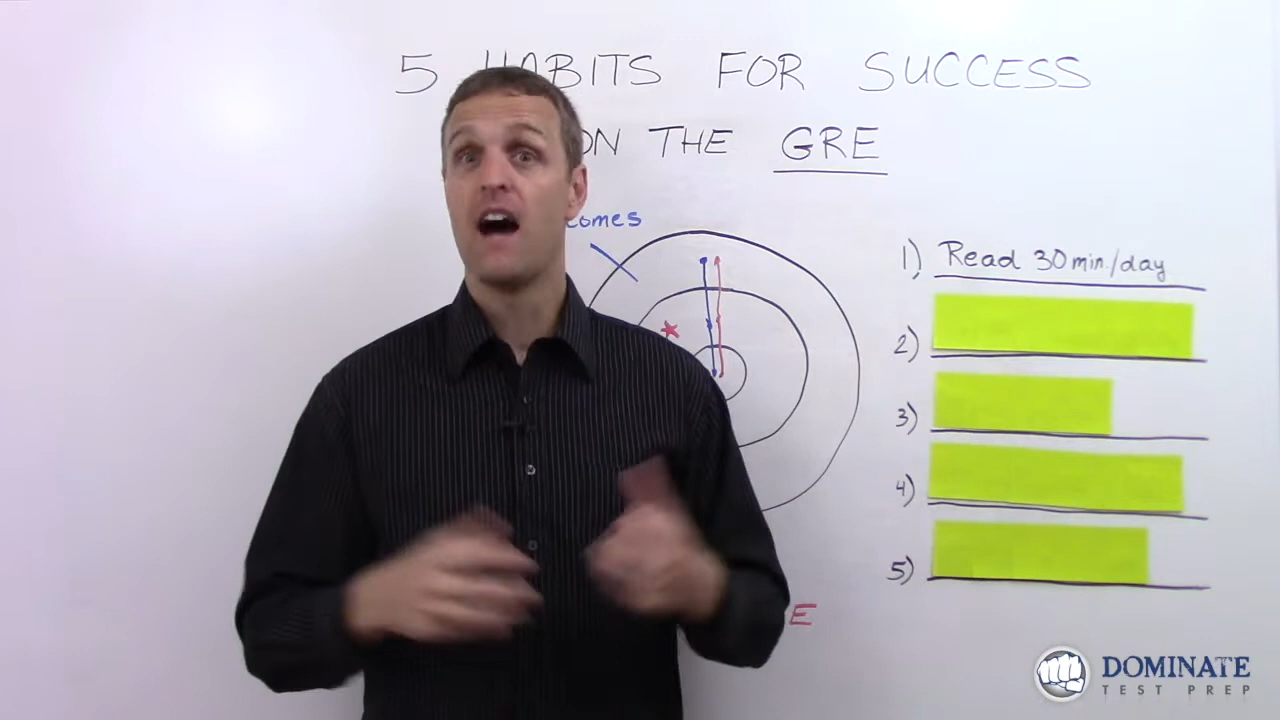 5 HABITS FOR SUCCESS
ON THE GRE
comes
1) Read 30 min./day
2)
3)
4)
5)
E
DOMINATE
TEST PREP